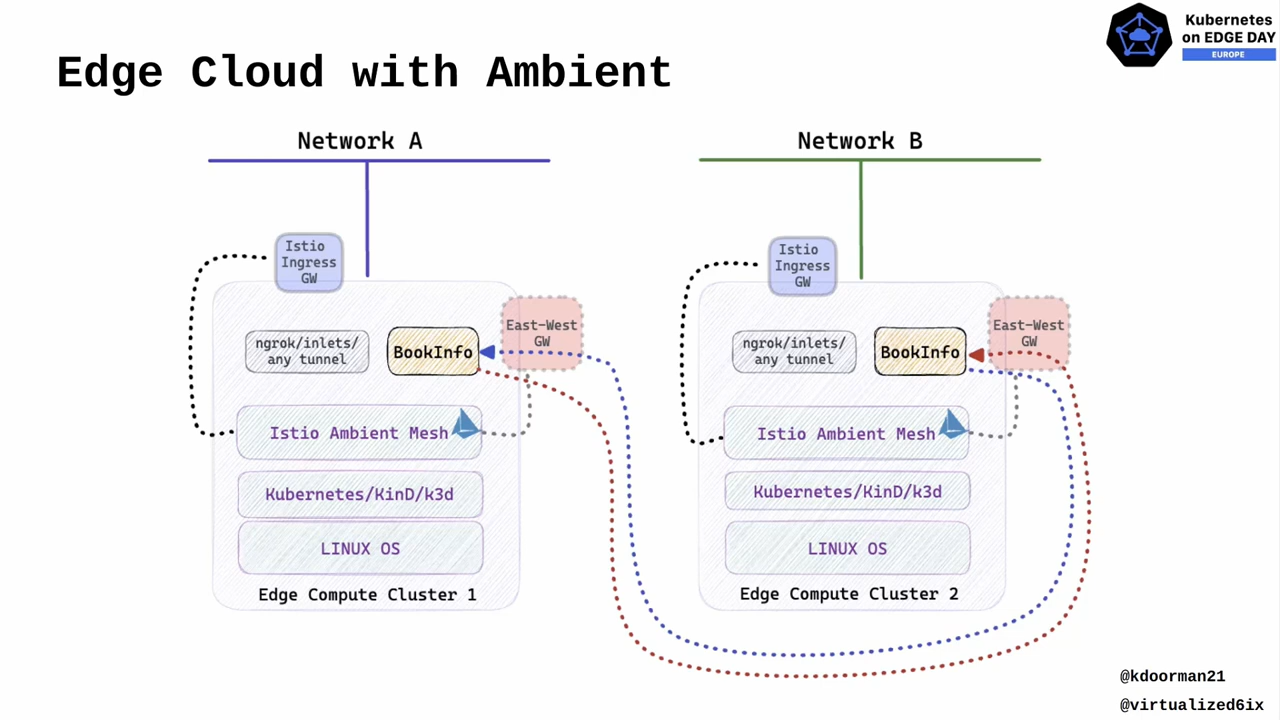 Kubernetes
on EDGE DAY
EUROPE
Edge Cloud with Ambient
Network A
Network B
Istio
Ingress
GW
East-West
GW
ngrok/inlets/
any tunnel
BookInfo
Istio Ambient Mesh
Kubernetes/KinD/k3d
LINUX OS
Edge Compute Cluster 1
Istio
Ingress
GW
East-West
GW
ngrok/inlets/
any tunnel
BookInfo
Istio Ambient Mesh
Kubernetes/KinD/k3d
LINUX OS
Edge Compute Cluster 2
@kdoorman21
@virtualized6ix